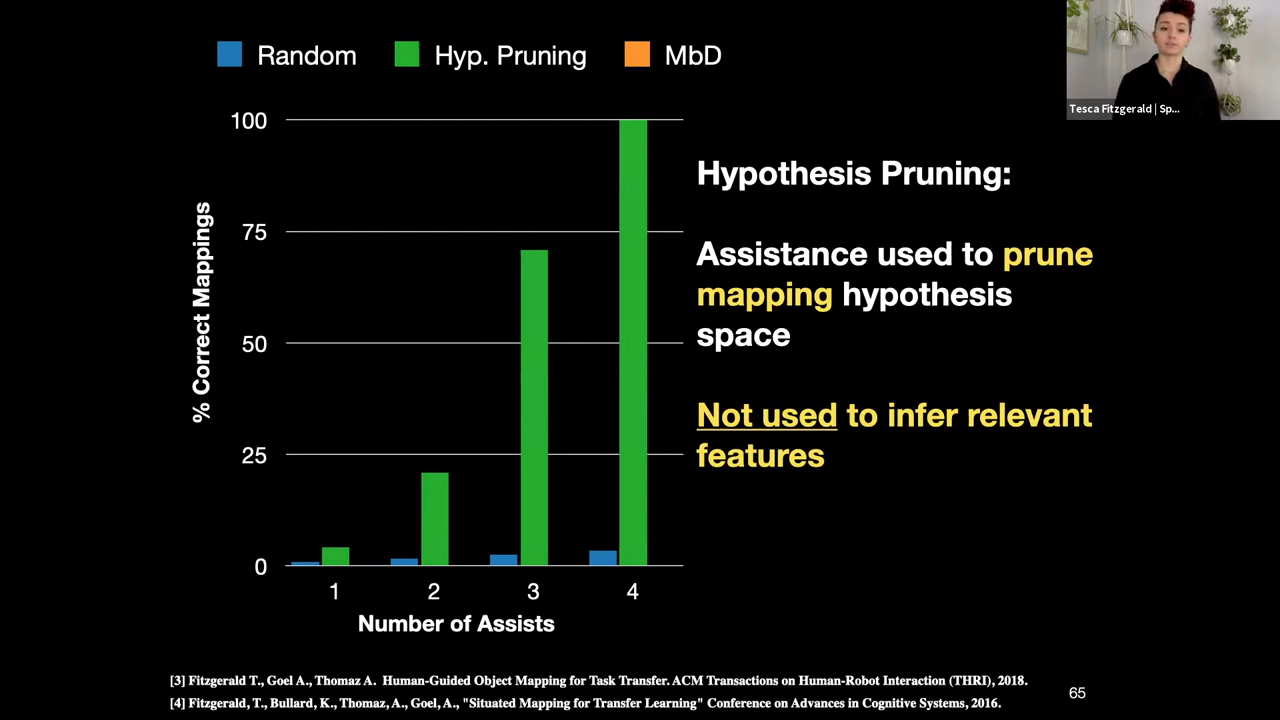 Random Hyp. Pruning MbD
Tesca Fitzgerald | Sp...
100
75
50
25
0
% Correct Mappings
1 2 3 4
Number of Assists
Hypothesis Pruning:
Assistance used to prune
mapping hypothesis
space
Not used to infer relevant
features
[3] Fitzgerald T., Goel A., Thomaz A. Human-Guided Object Mapping for Task Transfer. ACM Transactions on Human-Robot Interaction (THRI), 2018.
[4] Fitzgerald, T., Bullard, K., Thomaz, A., Goel, A., "Situated Mapping for Transfer Learning" Conference on Advances in Cognitive Systems, 2016.
65